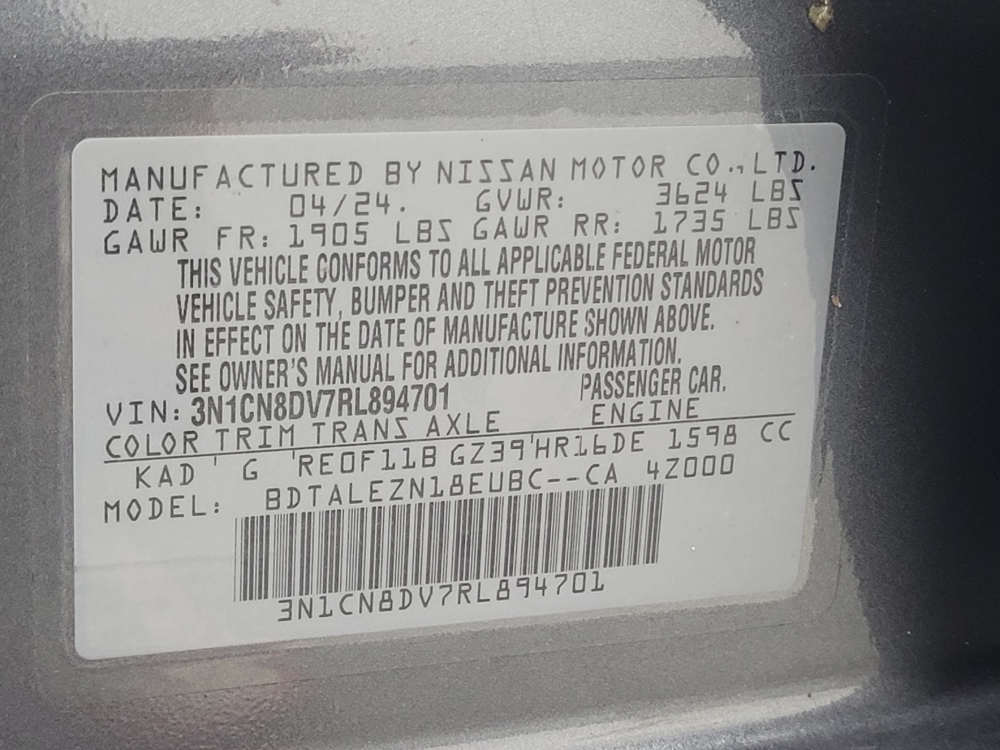 MANUFACTURED BY NISSAN MOTOR CO.,LTD.
DATE: 04/24. GVWR: 3624 LBS
GAWR FR: 1905 LBS GAWR RR: 1735 LBS
THIS VEHICLE CONFORMS TO ALL APPLICABLE FEDERAL MOTOR
VEHICLE SAFETY, BUMPER AND THEFT PREVENTION STANDARDS
IN EFFECT ON THE DATE OF MANUFACTURE SHOWN ABOVE.
SEE OWNER'S MANUAL FOR ADDITIONAL INFORMATION.
PASSENGER CAR.
VIN: 3N1CN8DV7RL894701
COLOR TRIM TRANS AXLE ENGINE
KAD ' G 'RE0F11B GZ39'HR16DE 1598 CC
MODEL: BDTALEZN18EUBC--CA 4Z000
3N1CN8DV7RL894701